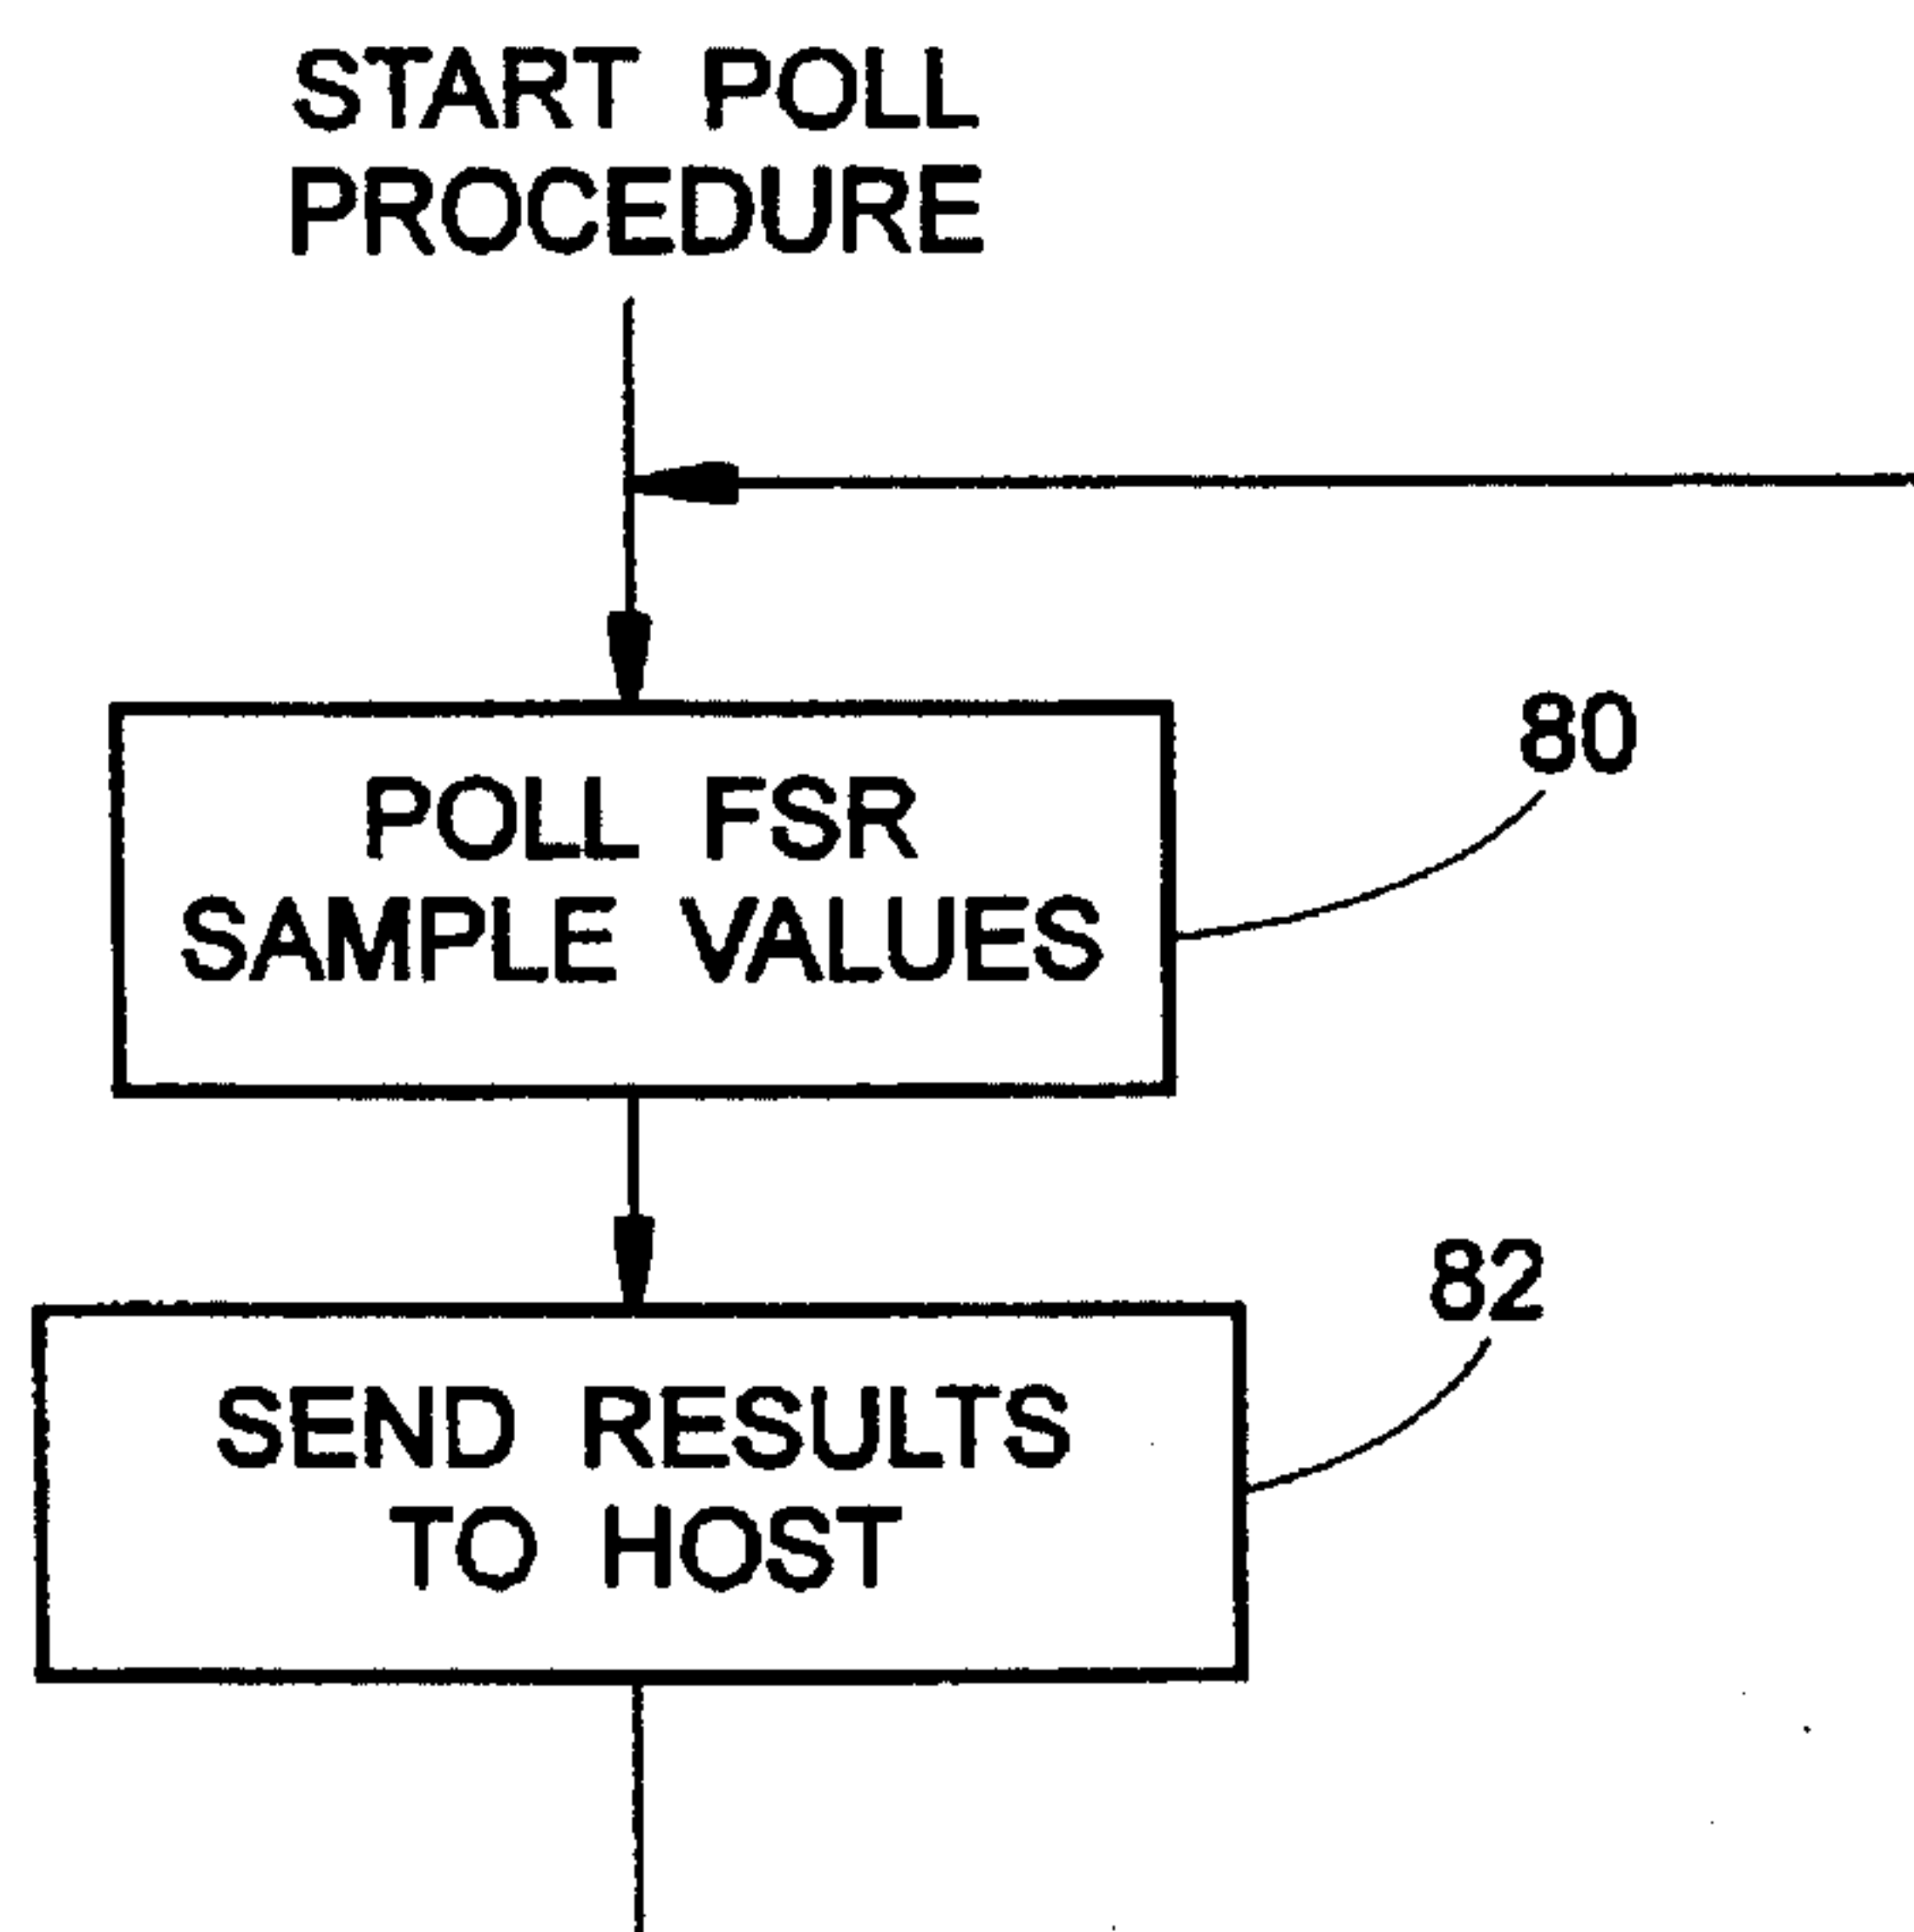 START POLL
PROCEDURE
80
POLL FSR
SAMPLE VALUES
82
SEND RESULTS
TO HOST